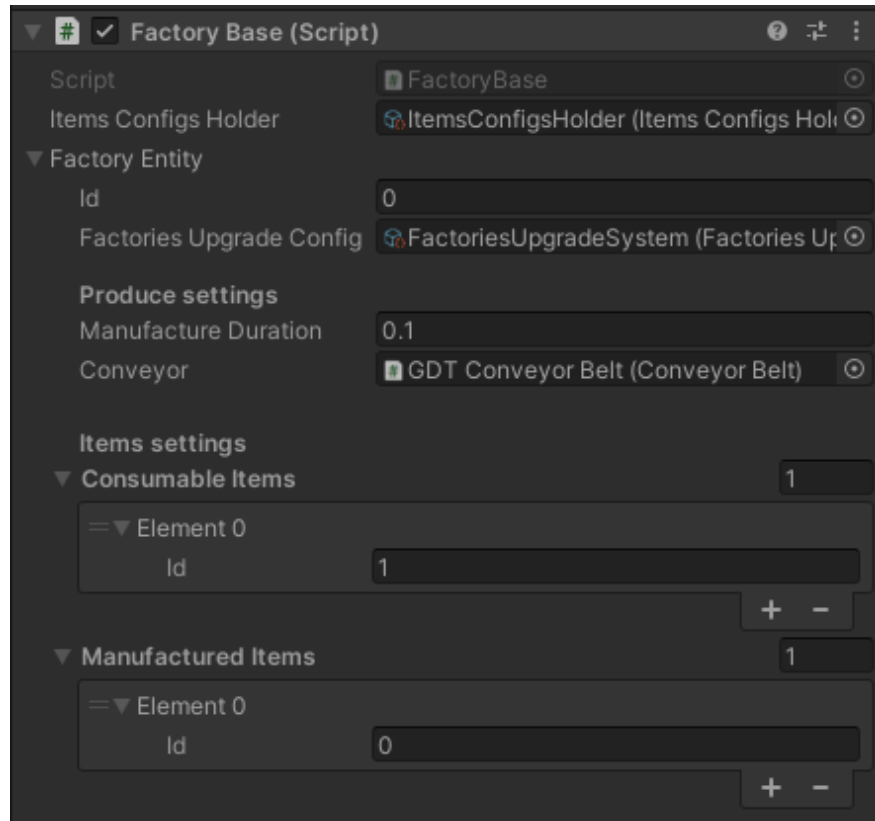 Factory Base (Script)
Script FactoryBase
Items Configs Holder ItemsConfigsHolder (Items Configs Hol
Factory Entity
Id 0
Factories Upgrade Config FactoriesUpgradeSystem (Factories Up
Produce settings
Manufacture Duration 0.1
Conveyor # GDT Conveyor Belt (Conveyor Belt)
Items settings
Consumable Items 1
= Element 0
Id 1
+ -
Manufactured Items 1
= Element 0
Id 0
+ -